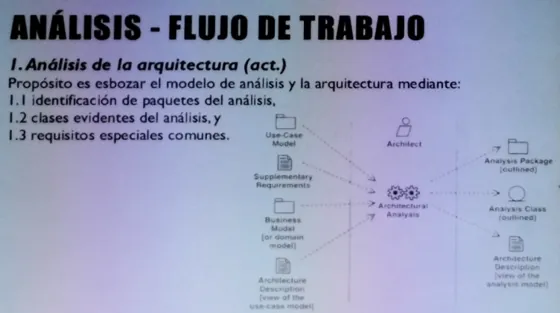 ANÁLISIS - FLUJO DE TRABAJO
1. Análisis de la arquitectura (act.)
Propósito es esbozar el modelo de análisis y la arquitectura mediante:
1.1 identificación de paquetes del análisis,
1.2 clases evidentes del análisis, y
1.3 requisitos especiales comunes.
Use-Case
Model
Supplementary
Requirements
Business
Model
[or domain
model]
Architecture
Description
[view of the
use-case model]
Architect
Architectural
Analysis
Analysis Package
[outlined]
Analysis Class
[outlined]
Architecture
Description
[view of the
analysis model]